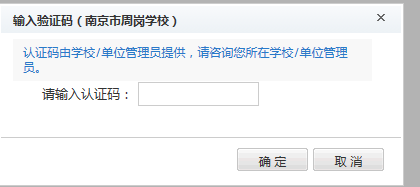 输入验证码（南京市周岗学校） ×
认证码由学校/单位管理员提供，请咨询您所在学校/单位管理
员。
请输入认证码：
确 定 取 消